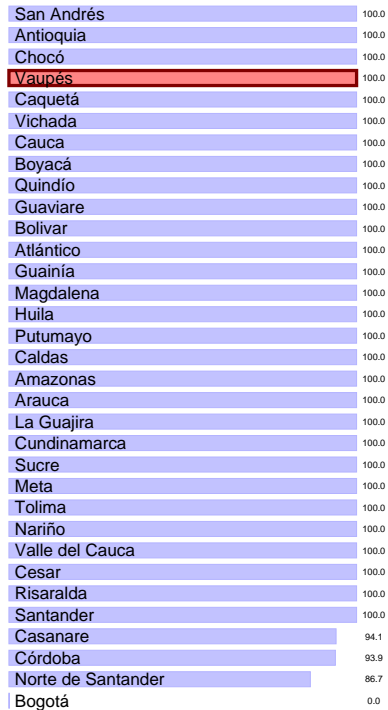 San Andrés 100.0
Antioquia 100.0
Chocó 100.0
Vaupés 100.0
Caquetá 100.0
Vichada 100.0
Cauca 100.0
Boyacá 100.0
Quindío 100.0
Guaviare 100.0
Bolivar 100.0
Atlántico 100.0
Guainía 100.0
Magdalena 100.0
Huila 100.0
Putumayo 100.0
Caldas 100.0
Amazonas 100.0
Arauca 100.0
La Guajira 100.0
Cundinamarca 100.0
Sucre 100.0
Meta 100.0
Tolima 100.0
Nariño 100.0
Valle del Cauca 100.0
Cesar 100.0
Risaralda 100.0
Santander 100.0
Casanare 94.1
Córdoba 93.9
Norte de Santander 86.7
Bogotá 0.0